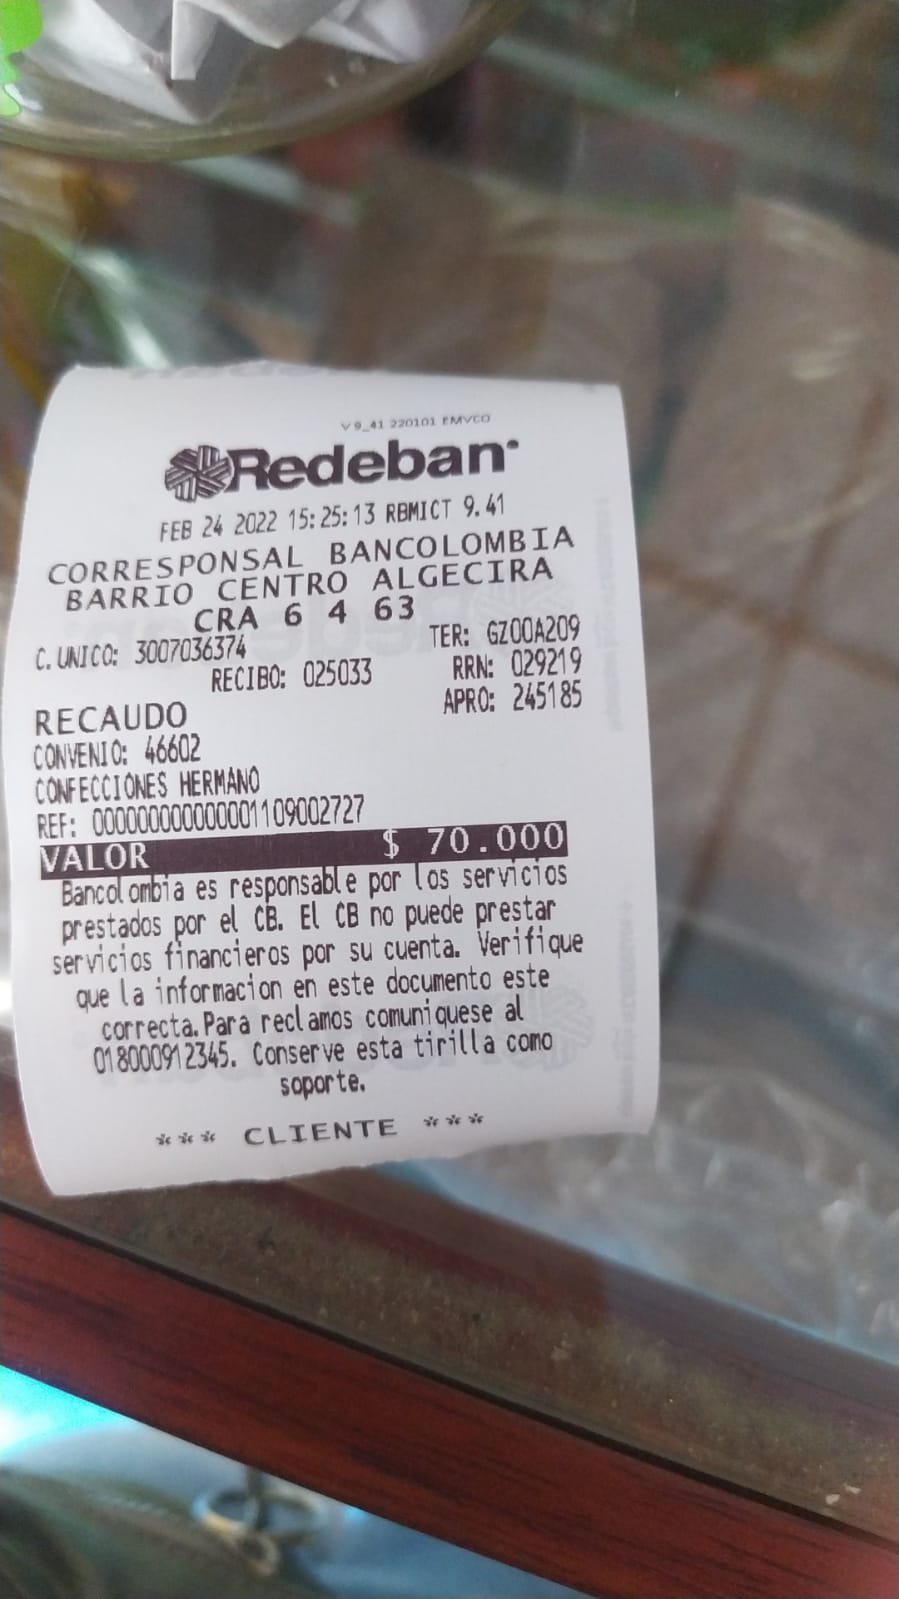 V 9_41 220101 EMVCO
Redeban
FEB 24 2022 15:25:13 RBMICT 9.41
CORRESPONSAL BANCOLOMBIA
BARRIO CENTRO ALGECIRA
CRA 6 4 63
C. UNICO: 3007036374 TER: GZ00A209
RECIBO: 025033 RRN: 029219
RECAUDO APRO: 245185
CONVENIO: 46602
CONFECCIONES HERMANO
REF: 000000000000001109002727
VALOR $ 70.000
Bancolombia es responsable por los servicios
prestados por el CB. El CB no puede prestar
servicios financieros por su cuenta. Verifique
que la informacion en este documento este
correcta. Para reclamos comuniquese al
018000912345. Conserve esta tirilla como
soporte.
*** CLIENTE ***